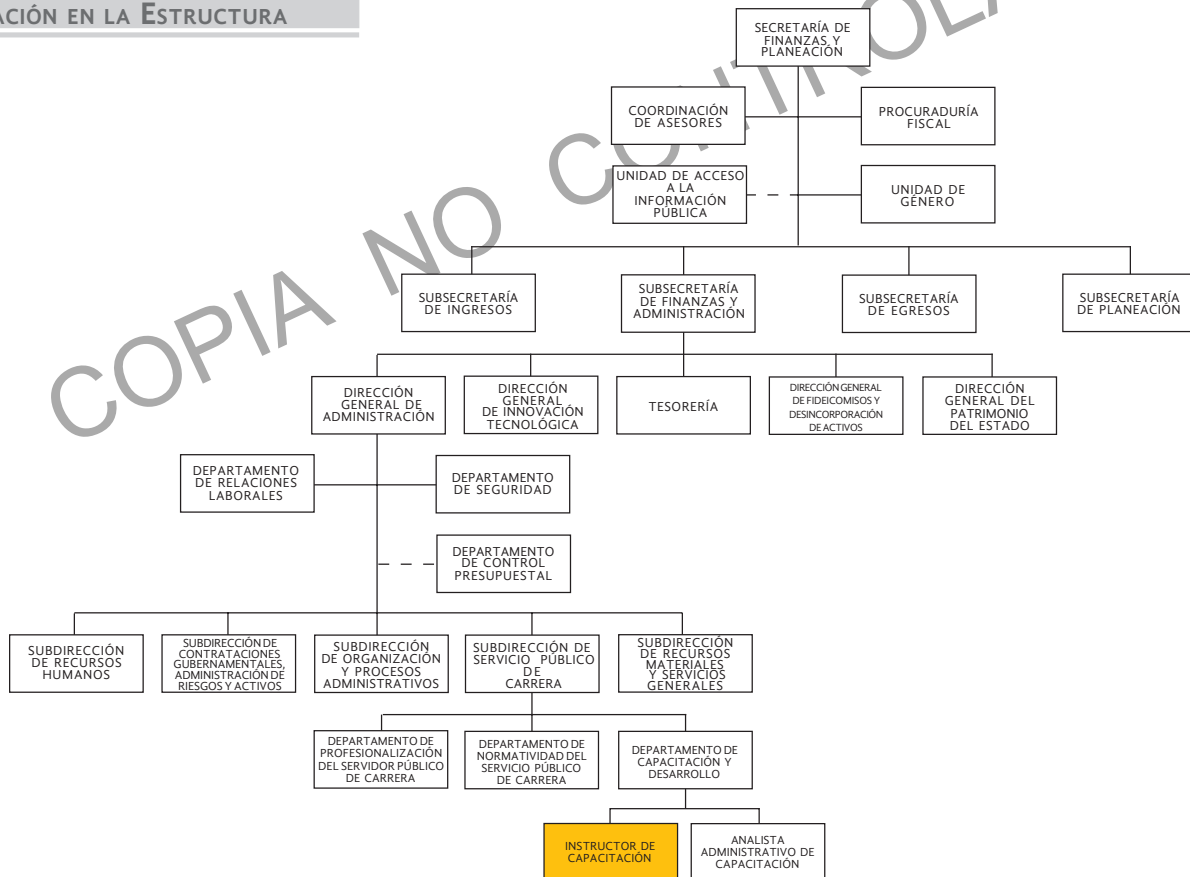 ACIÓN EN LA ESTRUCTURA
COPIA NO
SECRETARÍA DE
FINANZAS Y
PLANEACIÓN
COORDINACIÓN
DE ASESORES
PROCURADURÍA
FISCAL
UNIDAD DE ACCESO
A LA
INFORMACIÓN
PÚBLICA
UNIDAD DE
GÉNERO
SUBSECRETARÍA
DE INGRESOS
SUBSECRETARÍA
DE FINANZAS Y
ADMINISTRACIÓN
SUBSECRETARÍA
DE EGRESOS
SUBSECRETARÍA
DE PLANEACIÓN
DIRECCIÓN
GENERAL DE
ADMINISTRACIÓN
DIRECCIÓN
GENERAL
DE INNOVACIÓN
TECNOLÓGICA
TESORERÍA
DIRECCIÓN GENERAL
DE FIDEICOMISOS Y
DESINCORPORACIÓN
DE ACTIVOS
DIRECCIÓN
GENERAL DEL
PATRIMONIO
DEL ESTADO
DEPARTAMENTO
DE RELACIONES
LABORALES
DEPARTAMENTO
DE SEGURIDAD
DEPARTAMENTO
DE CONTROL
PRESUPUESTAL
SUBDIRECCIÓN
DE RECURSOS
HUMANOS
SUBDIRECCIÓN DE
CONTRATACIONES
GUBERNAMENTALES,
ADMINISTRACIÓN DE
RIESGOS Y ACTIVOS
SUBDIRECCIÓN
DE ORGANIZACIÓN
Y PROCESOS
ADMINISTRATIVOS
SUBDIRECCIÓN DE
SERVICIO PÚBLICO
DE
CARRERA
SUBDIRECCIÓN
DE RECURSOS
MATERIALES
Y SERVICIOS
GENERALES
DEPARTAMENTO DE
PROFESIONALIZACIÓN
DEL SERVIDOR PÚBLICO
DE CARRERA
DEPARTAMENTO DE
NORMATIVIDAD DEL
SERVICIO PÚBLICO
DE CARRERA
DEPARTAMENTO DE
CAPACITACIÓN Y
DESARROLLO
INSTRUCTOR DE
CAPACITACIÓN
ANALISTA
ADMINISTRATIVO DE
CAPACITACIÓN